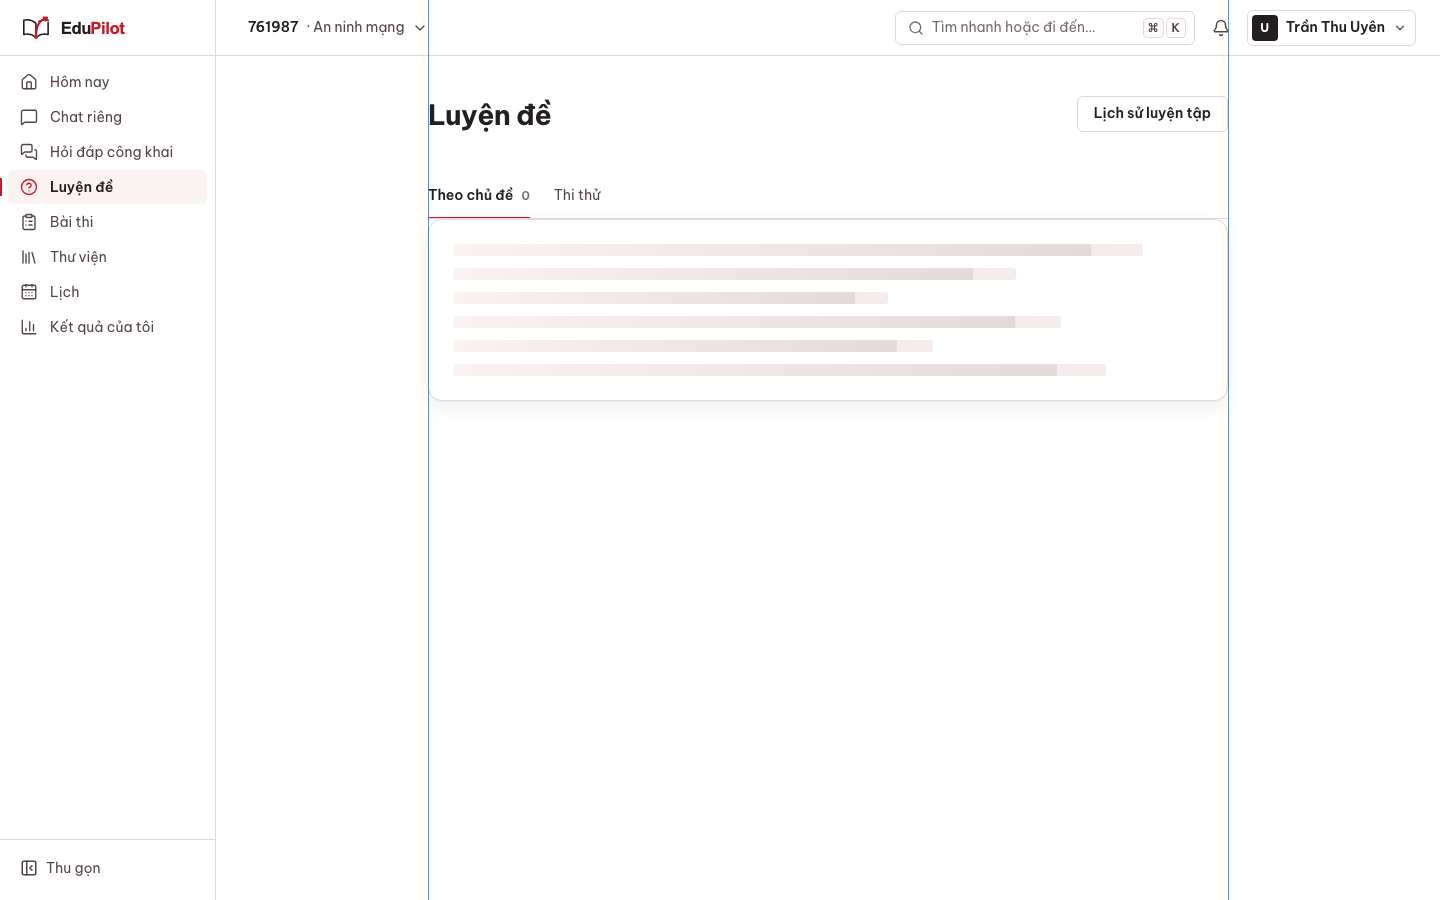 EduPilot
761987 · An ninh mạng
Tìm nhanh hoặc đi đến...
⌘ K
U Trần Thu Uyên
Hôm nay
Chat riêng
Hỏi đáp công khai
Luyện đề
Bài thi
Thư viện
Lịch
Kết quả của tôi
Thu gọn
Luyện đề
Lịch sử luyện tập
Theo chủ đề 0
Thi thử